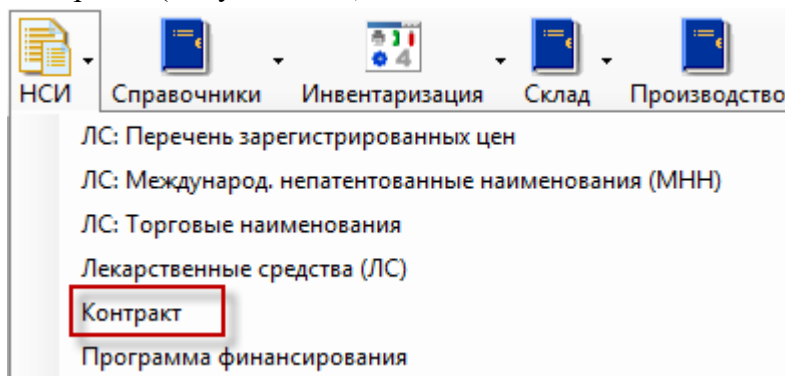 НСИ Справочники Инвентаризация Склад Производство
ЛС: Перечень зарегистрированных цен
ЛС: Международ. непатентованные наименования (МНН)
ЛС: Торговые наименования
Лекарственные средства (ЛС)
Контракт
Программа финансирования